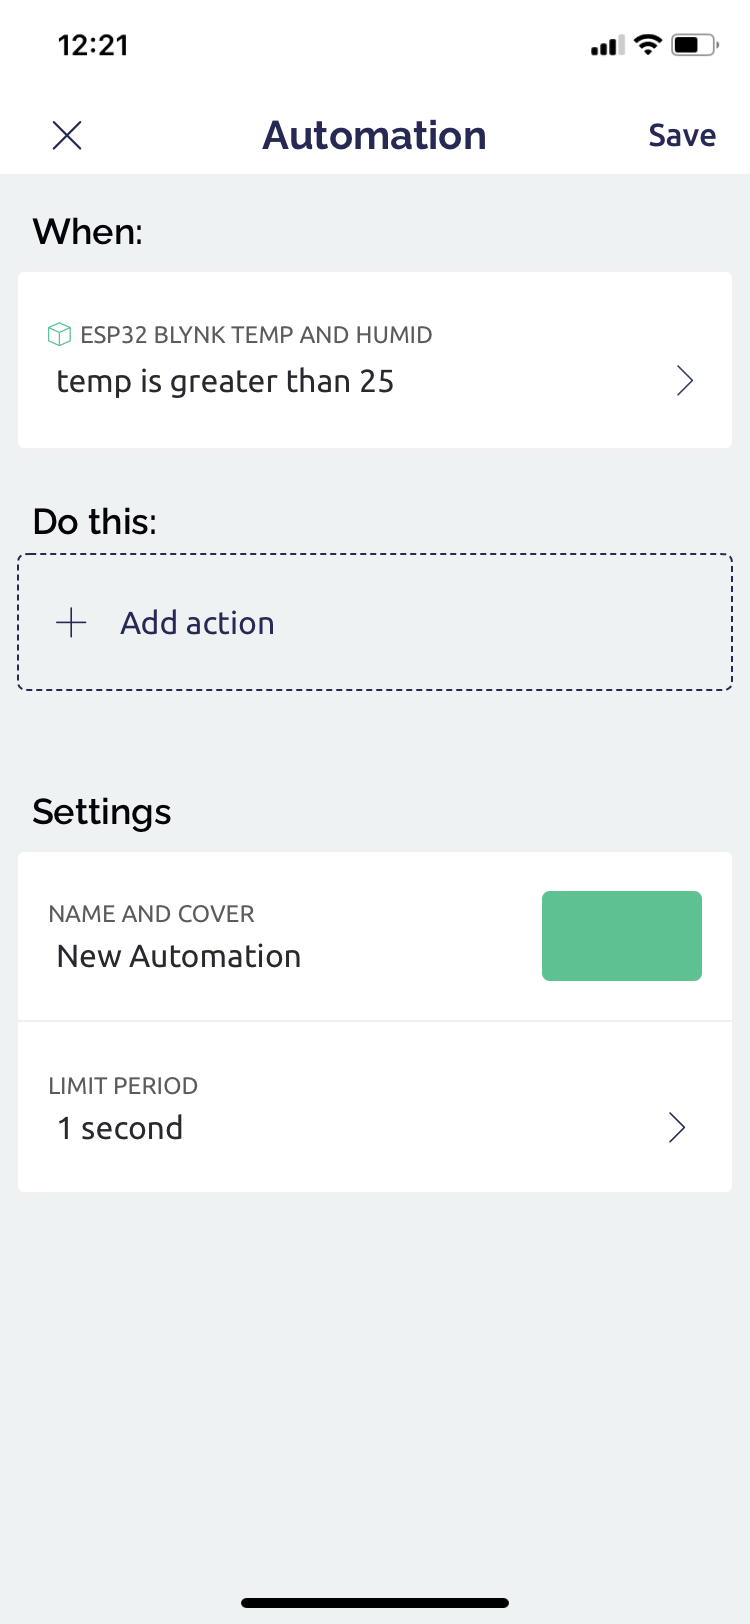 12:21
Automation
Save
When:
ESP32 BLYNK TEMP AND HUMID
temp is greater than 25
Do this:
Add action
Settings
NAME AND COVER
New Automation
LIMIT PERIOD
1 second